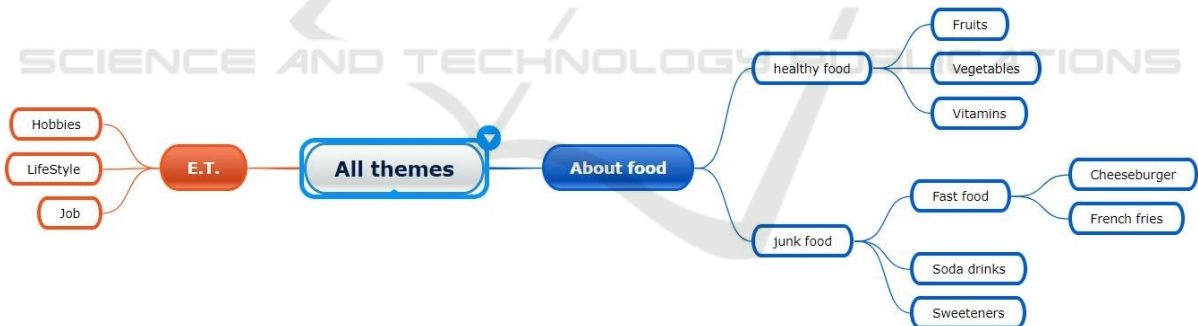 SCIENCE AND TECHNOLOGY PUBLICATIONS
Hobbies
LifeStyle
Job
E.T.
All themes
About food
healthy food
Fruits
Vegetables
Vitamins
junk food
Fast food
Cheeseburger
French fries
Soda drinks
Sweeteners